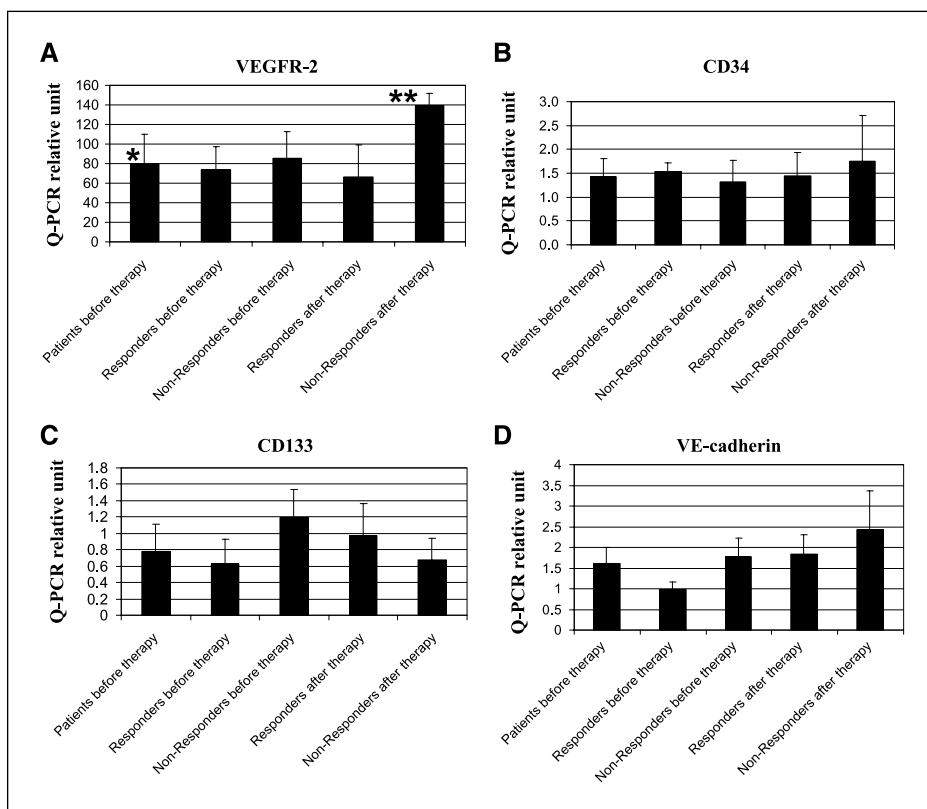 A
VEGFR-2
Q-PCR relative unit
160
140
120
100
80
60
40
20
0
*
**
Patients before therapy
Responders before therapy
Non-Responders before therapy
Responders after therapy
Non-Responders after therapy
B
CD34
Q-PCR relative unit
3.0
2.5
2.0
1.5
1.0
0.5
0.0
Patients before therapy
Responders before therapy
Non-Responders before therapy
Responders after therapy
Non-Responders after therapy
C
CD133
Q-PCR relative unit
1.8
1.6
1.4
1.2
1
0.8
0.6
0.4
0.2
0
Patients before therapy
Responders before therapy
Non-Responders before therapy
Responders after therapy
Non-Responders after therapy
D
VE-cadherin
Q-PCR relative unit
4
3.5
3
2.5
2
1.5
1
0.5
0
Patients before therapy
Responders before therapy
Non-Responders before therapy
Responders after therapy
Non-Responders after therapy